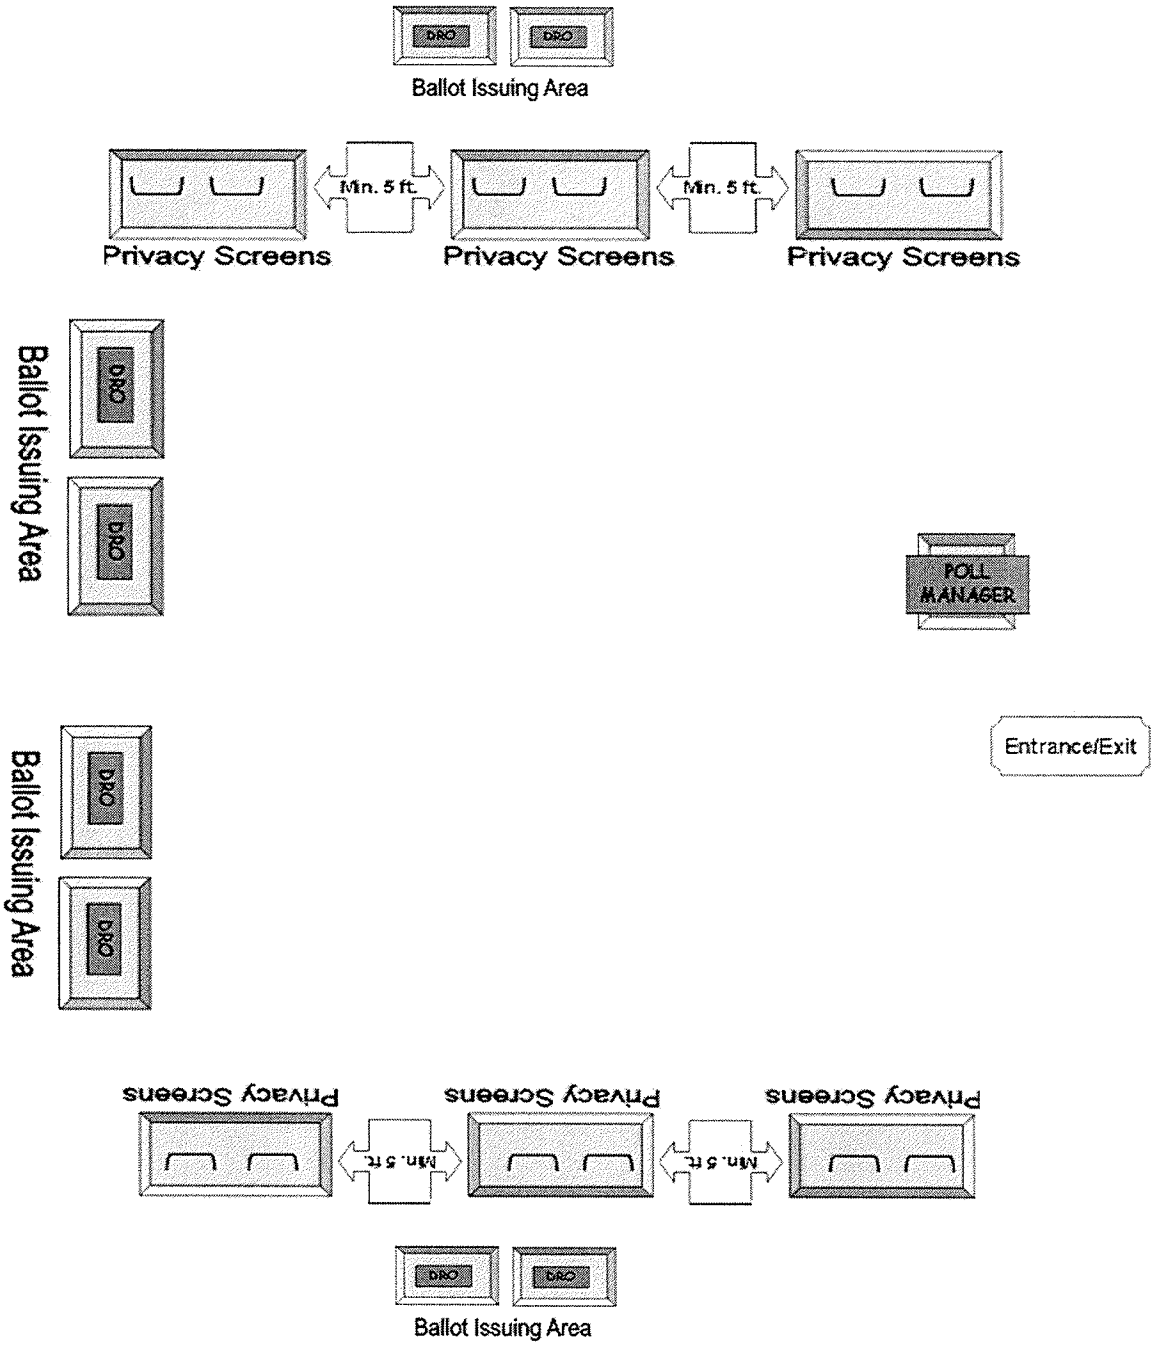 DRO DRO
Ballot Issuing Area
Min. 5 ft. Min. 5 ft.
Privacy Screens Privacy Screens Privacy Screens
Ballot Issuing Area
DRO
DRO
POLL
MANAGER
Entrance/Exit
Ballot Issuing Area
DRO
DRO
Privacy Screens Privacy Screens Privacy Screens
Min. 5 ft. Min. 5 ft.
DRO DRO
Ballot Issuing Area